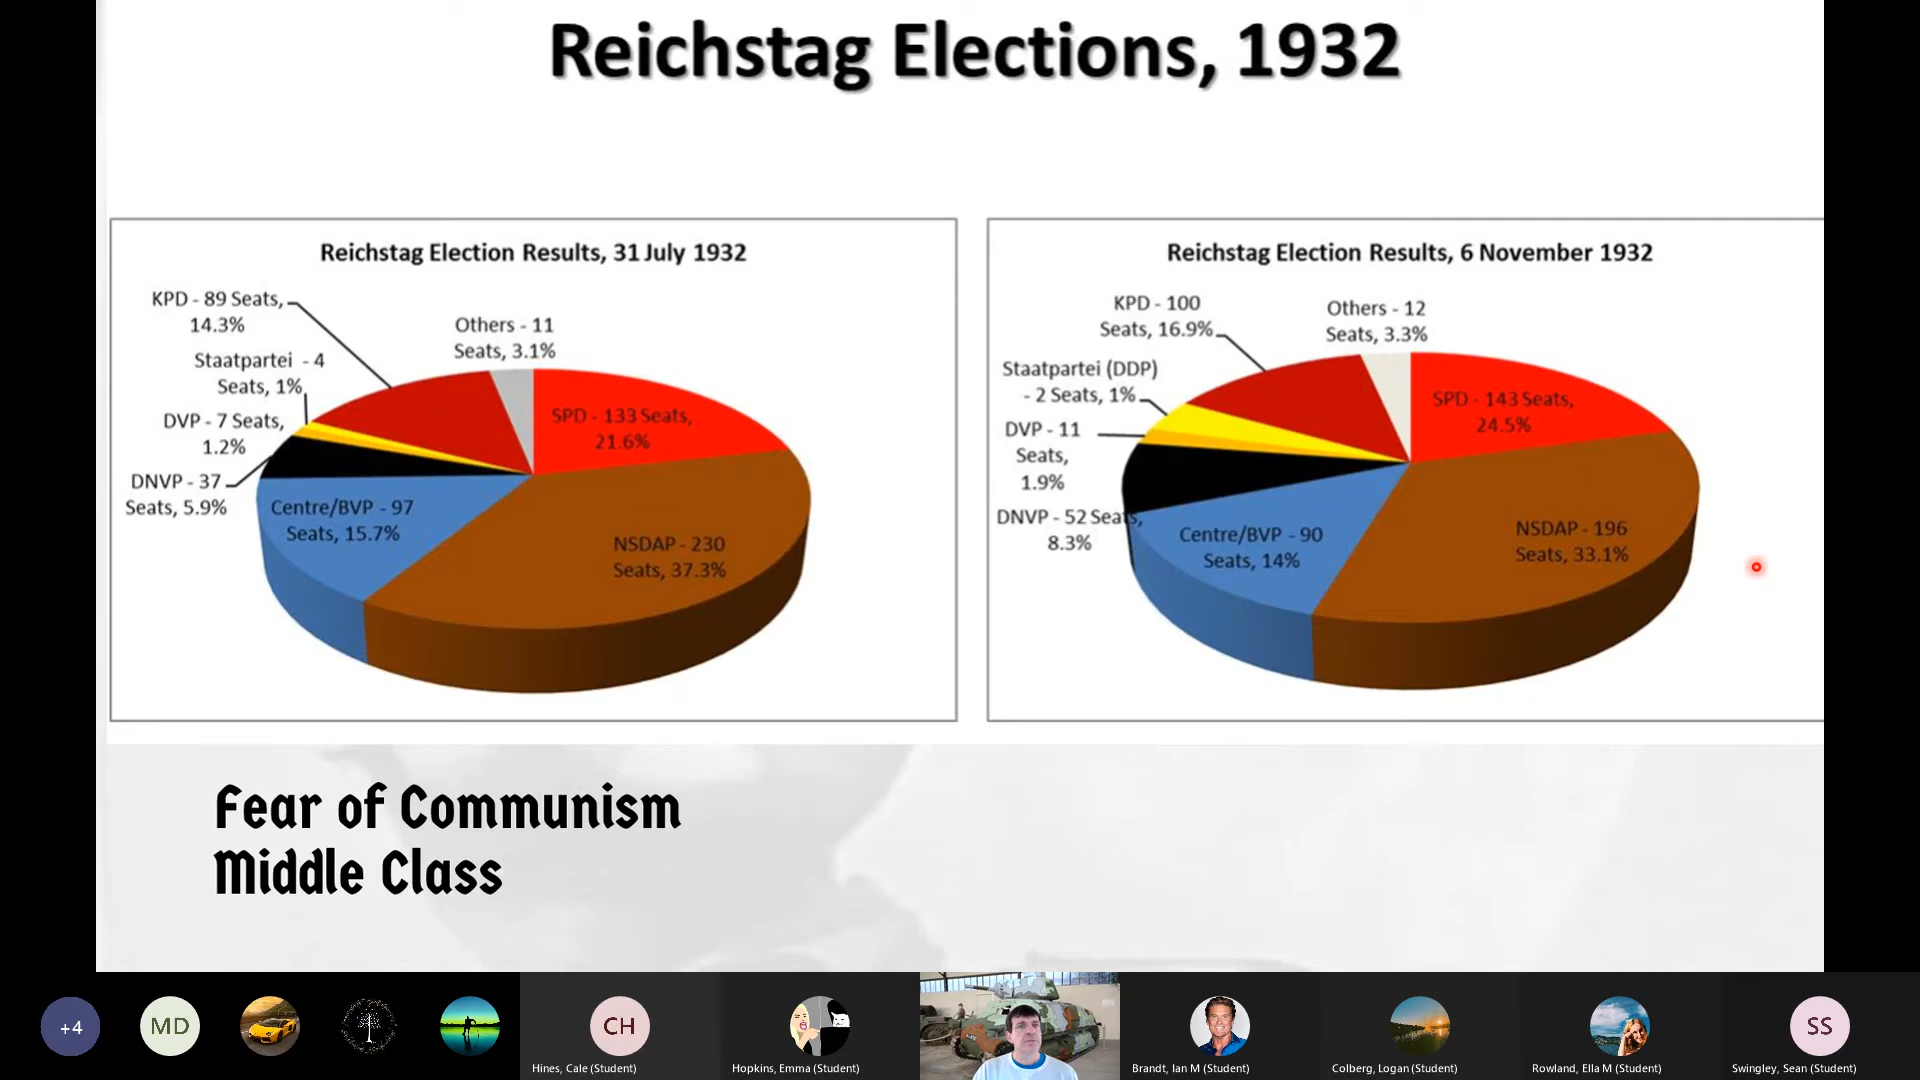 Reichstag Elections, 1932
Reichstag Election Results, 31 July 1932
KPD - 89 Seats,
14.3%
Others - 11
Seats, 3.1%
Staatpartei - 4
Seats, 1%
SPD - 133 Seats,
21.6%
DVP - 7 Seats,
1.2%
DNVP - 37
Seats, 5.9%
Centre/BVP - 97
Seats, 15.7%
NSDAP - 230
Seats, 37.3%
Reichstag Election Results, 6 November 1932
KPD - 100
Seats, 16.9%
Others - 12
Seats, 3.3%
Staatpartei (DDP)
- 2 Seats, 1%
SPD - 143 Seats,
24.5%
DVP - 11
Seats,
1.9%
DNVP - 52 Seats,
8.3%
Centre/BVP - 90
Seats, 14%
NSDAP - 196
Seats, 33.1%
Fear of Communism
Middle Class
+4
MD
CH
SS
Hines, Cale (Student)
Hopkins, Emma (Student)
Brandt, Ian M (Student)
Colberg, Logan (Student)
Rowland, Ella M (Student)
Swingley, Sean (Student)